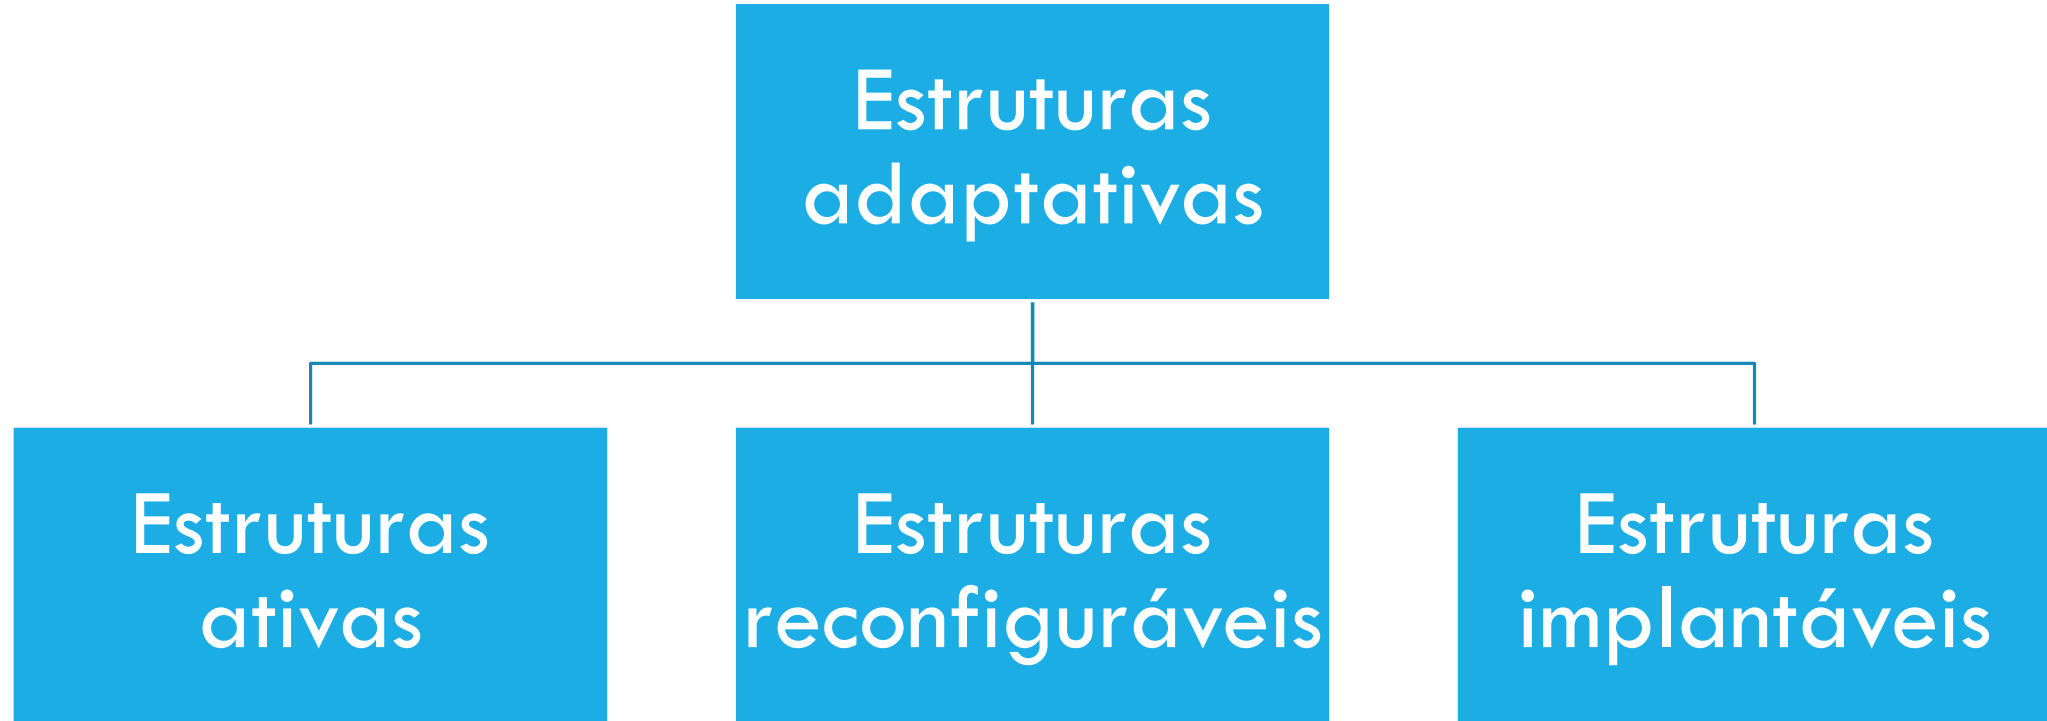 Estruturas
adaptativas
Estruturas
ativas
Estruturas
reconfiguráveis
Estruturas
implantáveis